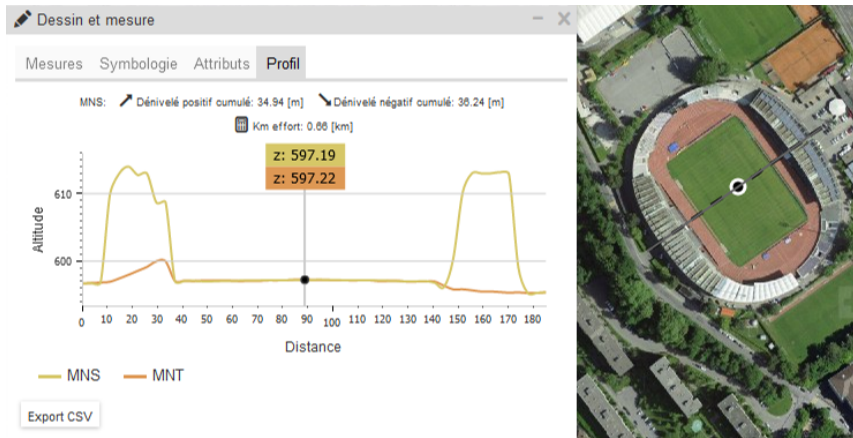 Dessin et mesure
Mesures Symbologie Attributs Profil
MNS: Dénivelé positif cumulé: 34.94 [m] Dénivelé négatif cumulé: 36.24 [m]
Km effort: 0.66 [km]
z: 597.19
z: 597.22
610
600
Altitude
0 10 20 30 40 50 60 70 80 90 100 110 120 130 140 150 160 170 180
Distance
MNS MNT
Export CSV